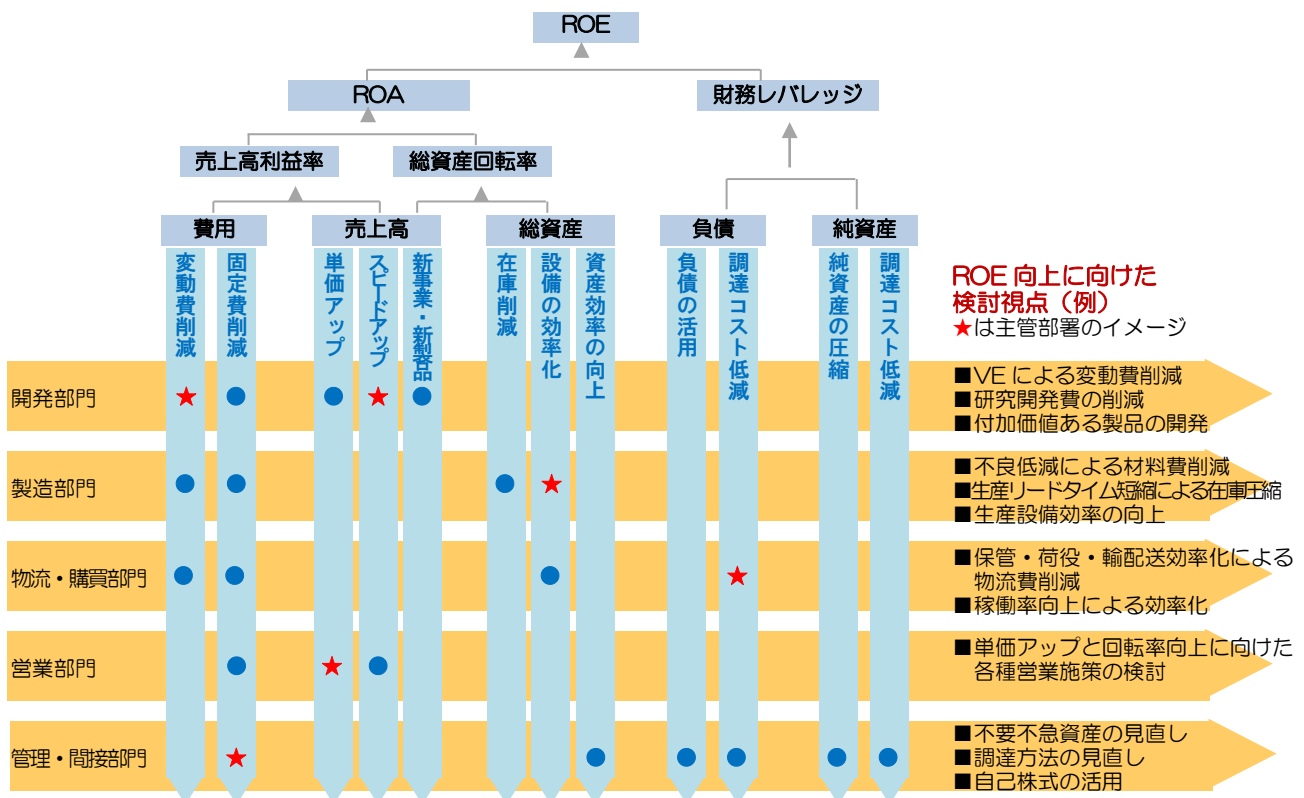 ROE
ROA
財務レバレッジ
売上高利益率
総資産回転率
費用
売上高
総資産
負債
純資産
変動費削減
固定費削減
単価アップ
スピードアップ
新事業・新製品
在庫削減
設備の効率化
資産効率の向上
負債の活用
調達コスト低減
純資産の圧縮
調達コスト低減
ROE 向上に向けた
検討視点（例）
★は主管部署のイメージ
開発部門
■VE による変動費削減
■研究開発費の削減
■付加価値ある製品の開発
製造部門
■不良低減による材料費削減
■生産リードタイム短縮による在庫圧縮
■生産設備効率の向上
物流・購買部門
■保管・荷役・輸配送効率化による
物流費削減
■稼働率向上による効率化
営業部門
■単価アップと回転率向上に向けた
各種営業施策の検討
管理・間接部門
■不要不急資産の見直し
■調達方法の見直し
■自己株式の活用